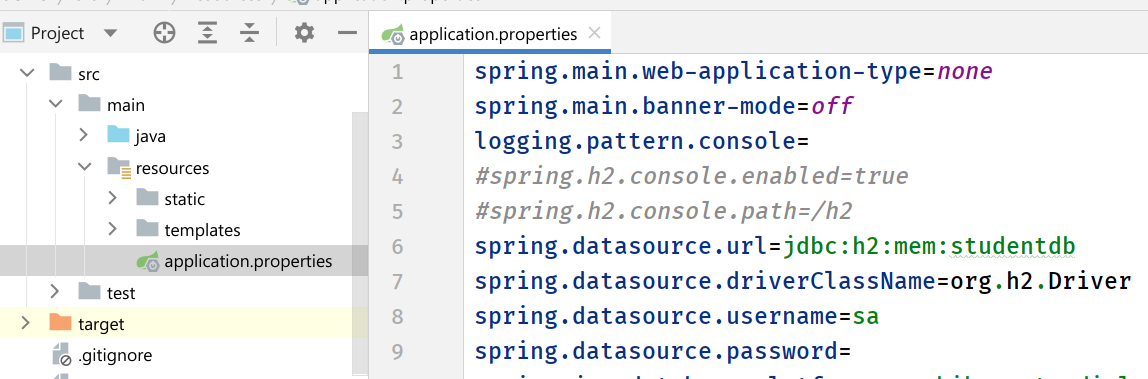 Project
src
main
java
resources
static
templates
application.properties
test
target
.gitignore
application.properties
1 spring.main.web-application-type=none
2 spring.main.banner-mode=off
3 logging.pattern.console=
4 #spring.h2.console.enabled=true
5 #spring.h2.console.path=/h2
6 spring.datasource.url=jdbc:h2:mem:studentdb
7 spring.datasource.driverClassName=org.h2.Driver
8 spring.datasource.username=sa
9 spring.datasource.password=